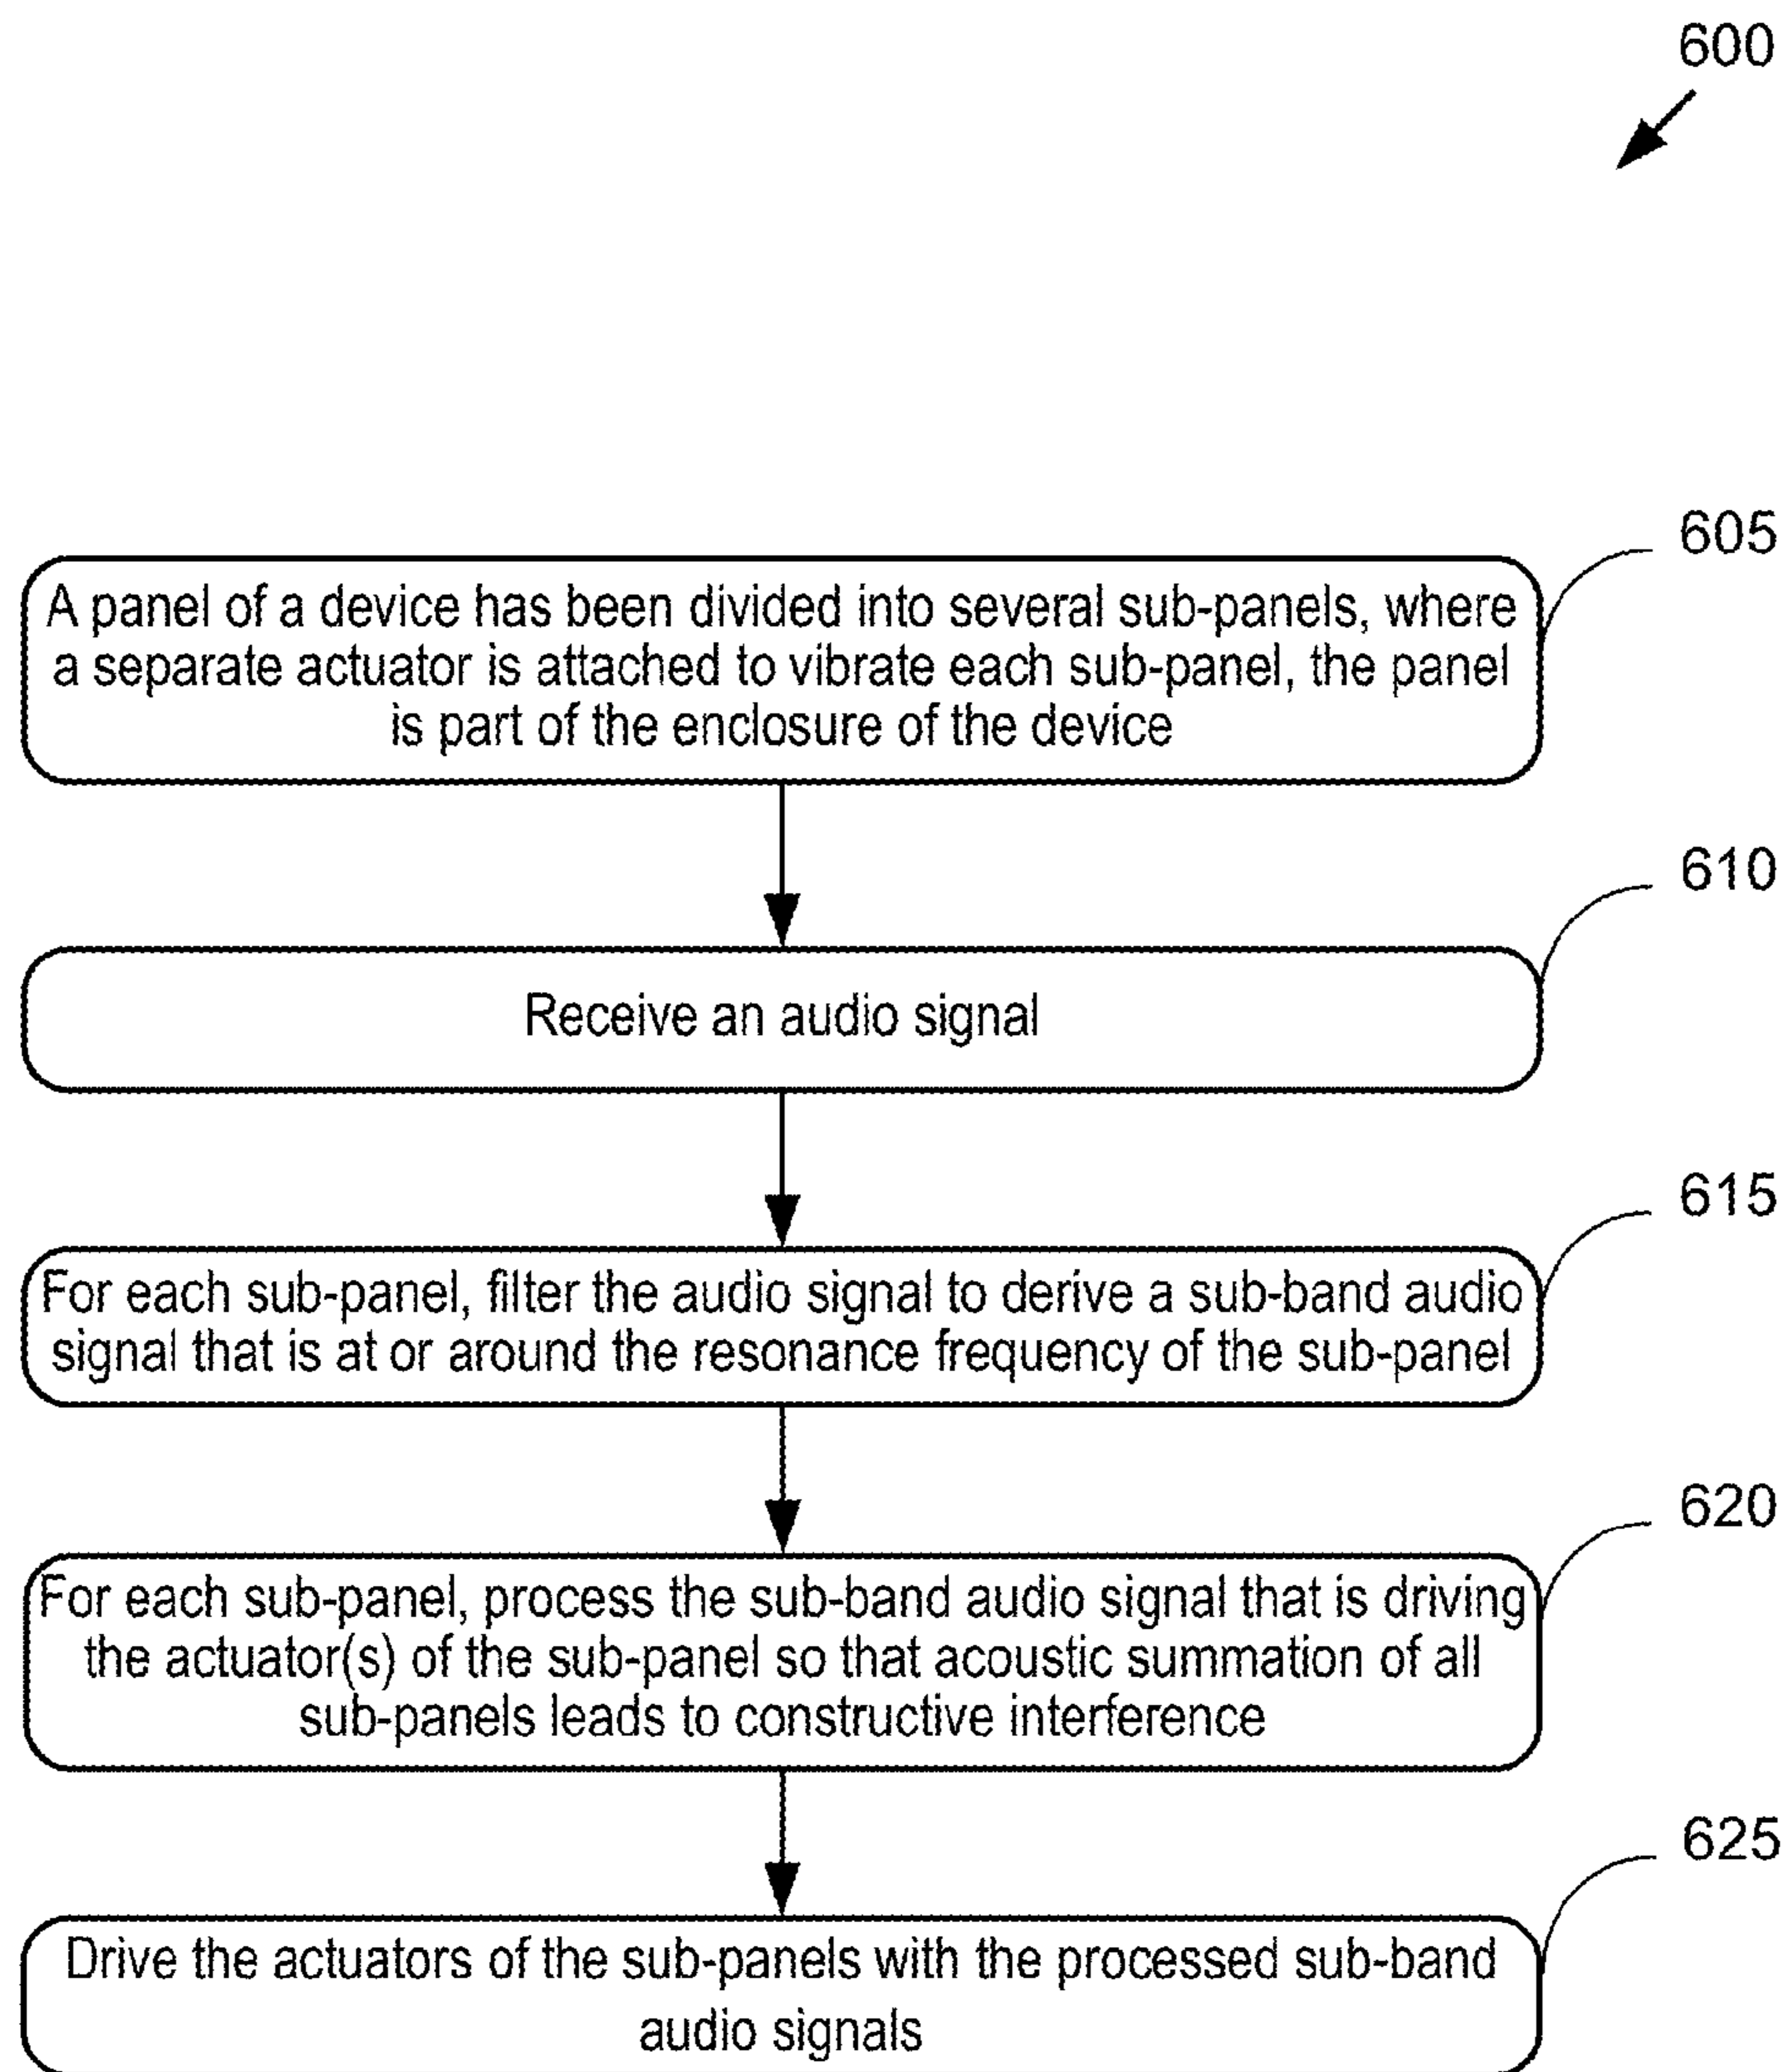 600
605
A panel of a device has been divided into several sub-panels, where
a separate actuator is attached to vibrate each sub-panel, the panel
is part of the enclosure of the device
610
Receive an audio signal
615
For each sub-panel, filter the audio signal to derive a sub-band audio
signal that is at or around the resonance frequency of the sub-panel
620
For each sub-panel, process the sub-band audio signal that is driving
the actuator(s) of the sub-panel so that acoustic summation of all
sub-panels leads to constructive interference
625
Drive the actuators of the sub-panels with the processed sub-band
audio signals